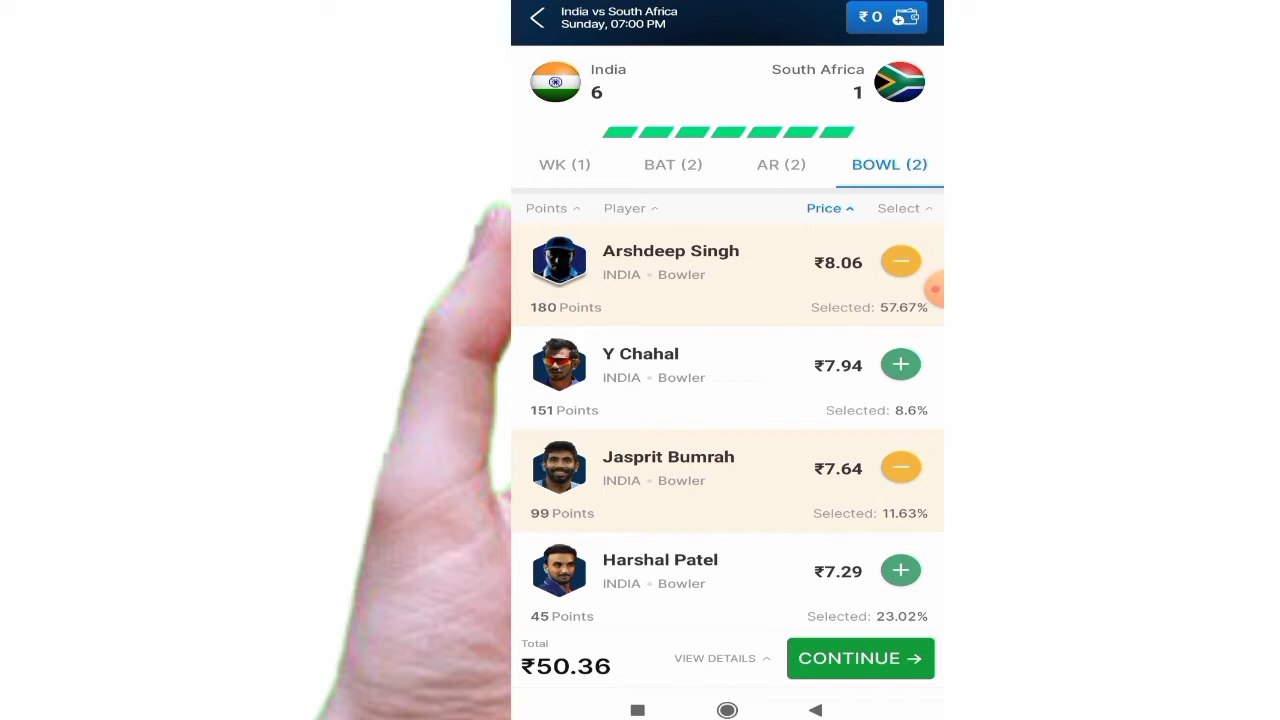 India vs South Africa
Sunday, 07:00 PM
₹ 0
India
6
South Africa
1
WK (1) BAT (2) AR (2) BOWL (2)
Points Player Price Select
Arshdeep Singh
INDIA • Bowler
₹8.06
180 Points Selected: 57.67%
Y Chahal
INDIA • Bowler
₹7.94
151 Points Selected: 8.6%
Jasprit Bumrah
INDIA • Bowler
₹7.64
99 Points Selected: 11.63%
Harshal Patel
INDIA • Bowler
₹7.29
45 Points Selected: 23.02%
Total
₹50.36
VIEW DETAILS
CONTINUE →